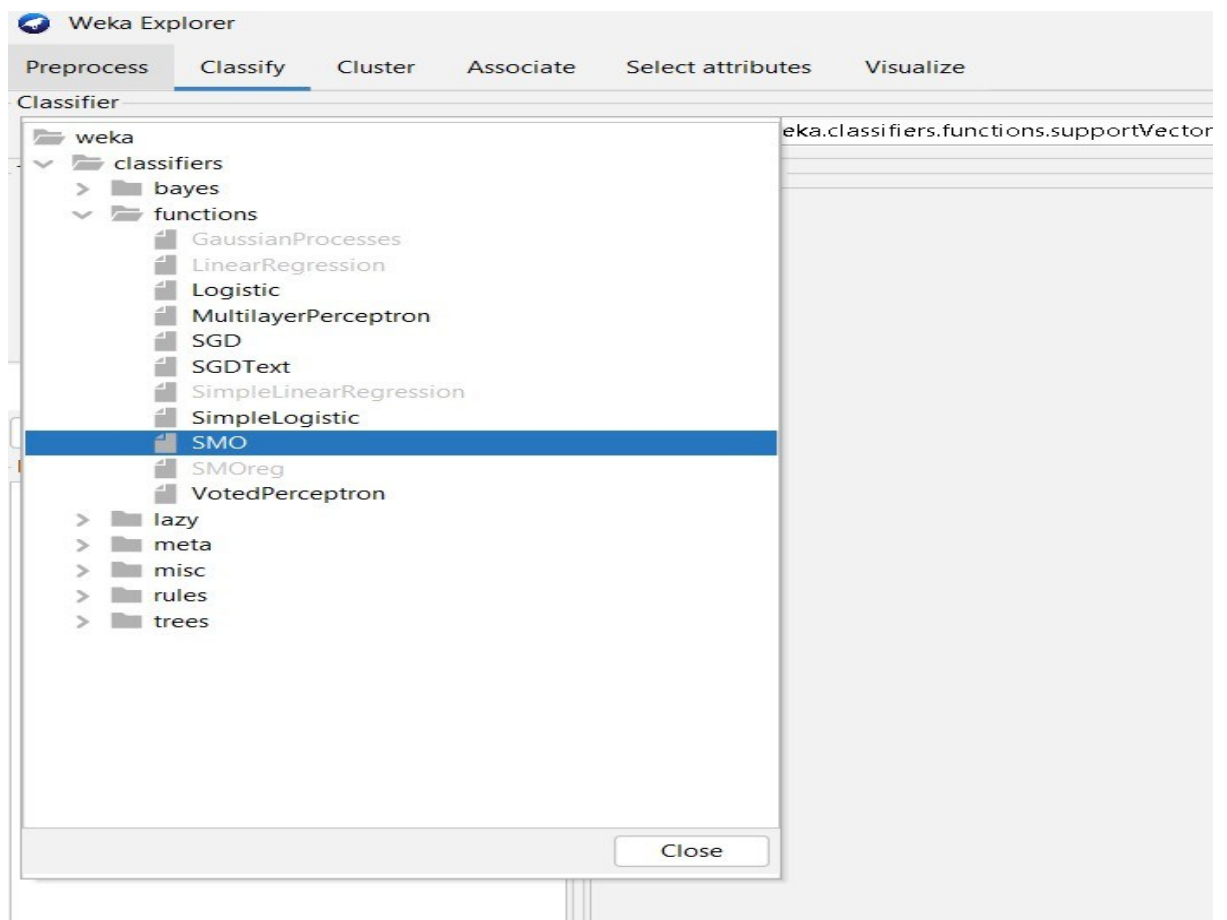 Weka Explorer
Preprocess Classify Cluster Associate Select attributes Visualize
Classifier
weka
eka.classifiers.functions.supportVector
classifiers
bayes
functions
GaussianProcesses
LinearRegression
Logistic
MultilayerPerceptron
SGD
SGDText
SimpleLinearRegression
SimpleLogistic
SMO
SMOreg
VotedPerceptron
lazy
meta
misc
rules
trees
Close